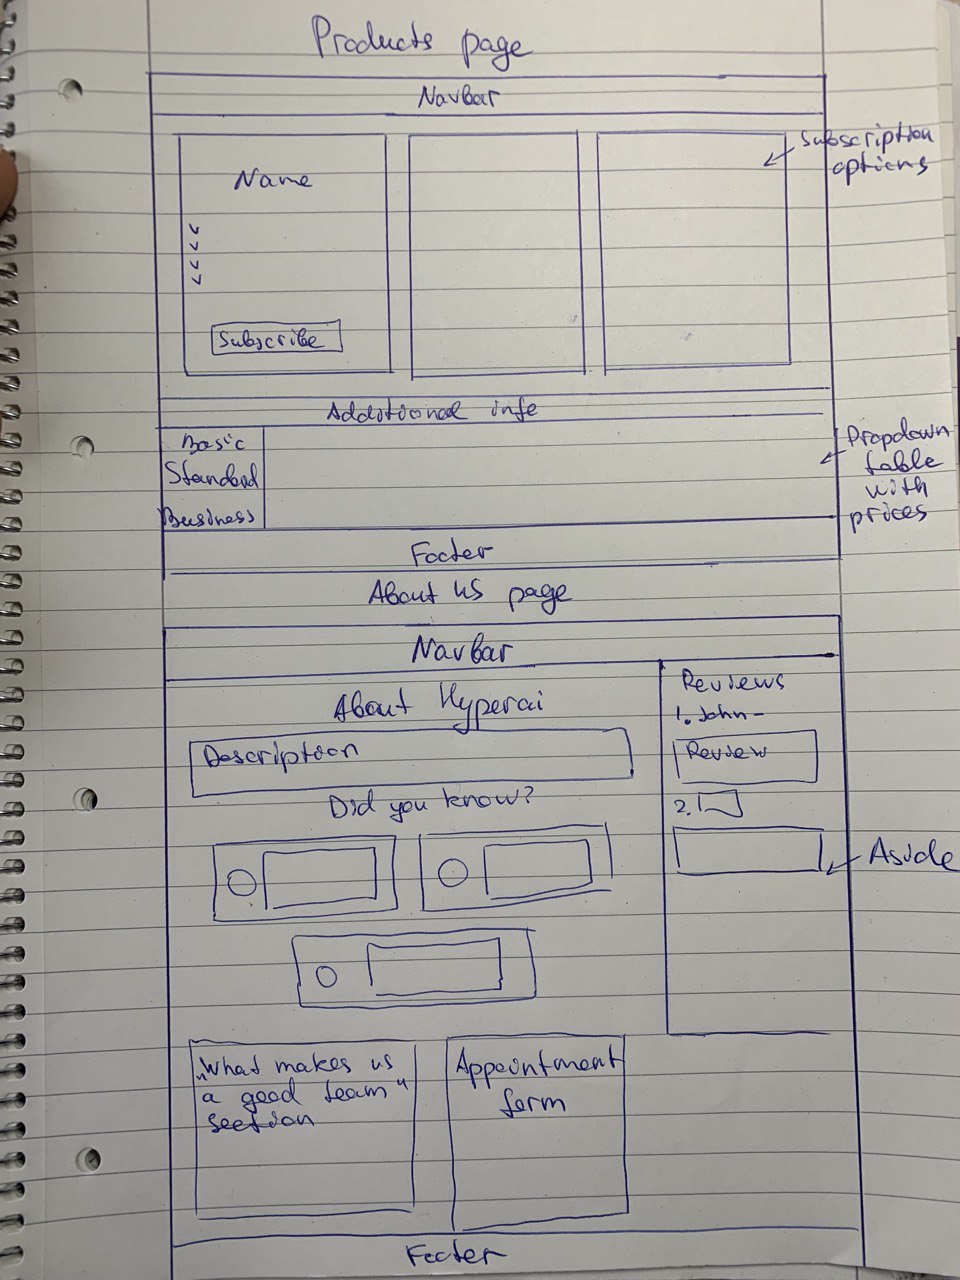 Products page
Navbar
Subscription
options
Name
Subscribe
Additional info
Basic
Standard
Business
Dropdown
table
with
prices
Footer
About us page
Navbar
About Hyperai
Reviews
1. John -
Description
Review
Did you know?
2.
Aside
„What makes us
a good team"
section
Appointment
form
Footer